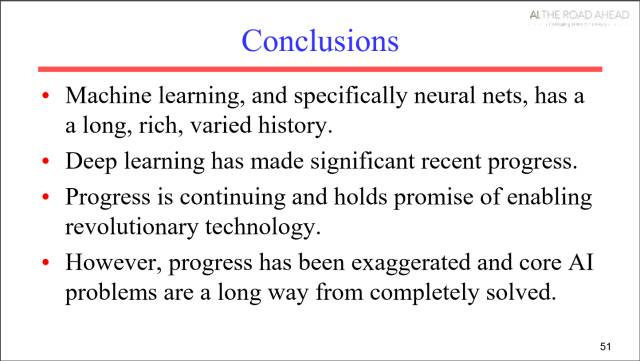 AI.THE ROAD AHEAD
Conclusions
• Machine learning, and specifically neural nets, has a
a long, rich, varied history.
• Deep learning has made significant recent progress.
• Progress is continuing and holds promise of enabling
revolutionary technology.
• However, progress has been exaggerated and core AI
problems are a long way from completely solved.
51